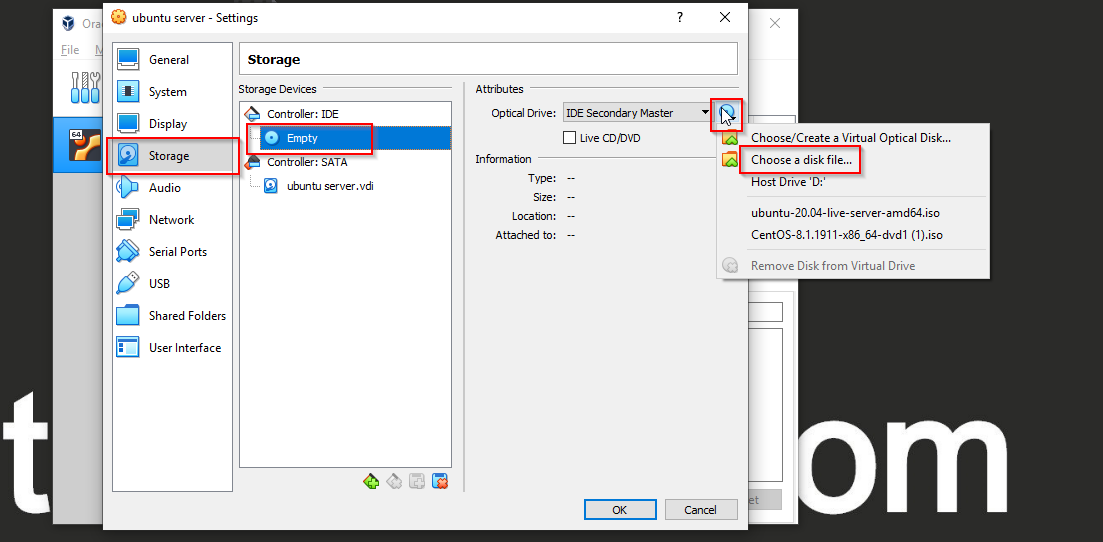 ubuntu server - Settings
?
Orac
File M
64
General
System
Display
Storage
Audio
Network
Serial Ports
USB
Shared Folders
User Interface
Storage
Storage Devices
Controller: IDE
Empty
Controller: SATA
ubuntu server.vdi
Attributes
Optical Drive: IDE Secondary Master
Live CD/DVD
Information
Type: --
Size: --
Location: --
Attached to: --
Choose/Create a Virtual Optical Disk...
Choose a disk file...
Host Drive 'D:'
ubuntu-20.04-live-server-amd64.iso
CentOS-8.1.1911-x86_64-dvd1 (1).iso
Remove Disk from Virtual Drive
OK
Cancel
et
t
om